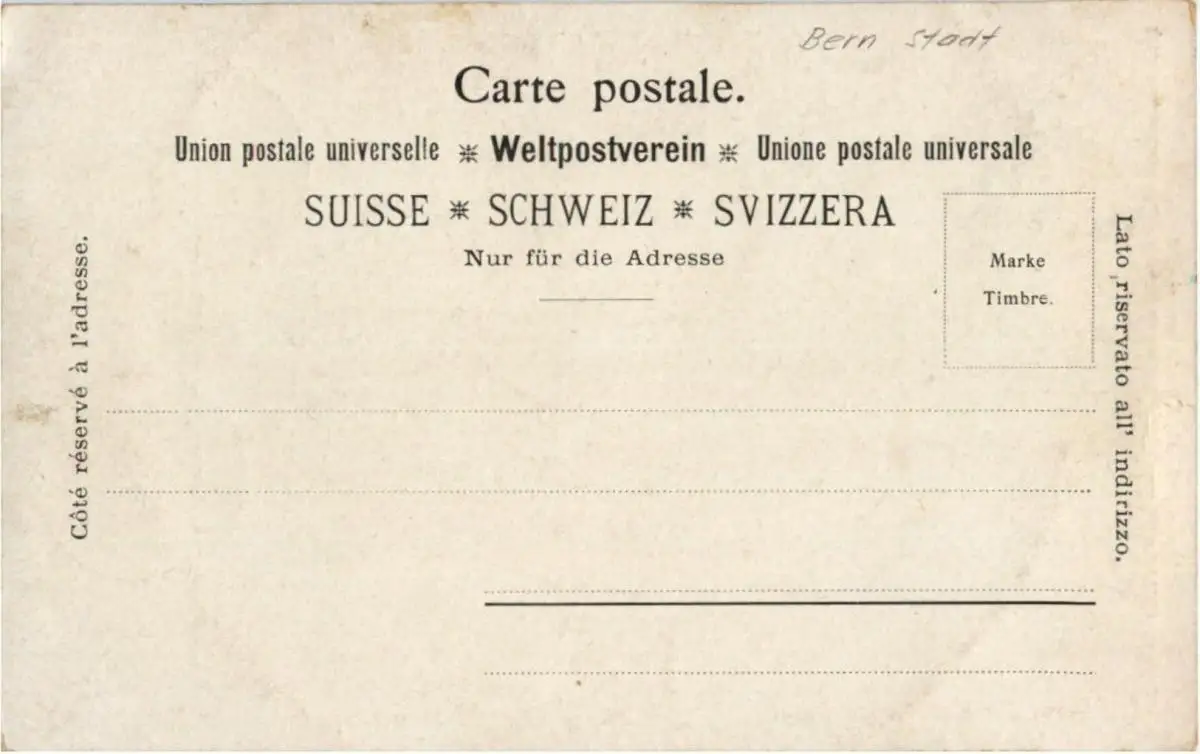 Bern Stadt
Carte postale.
Union postale universelle ✳ Weltpostverein ✳ Unione postale universale
SUISSE ✳ SCHWEIZ ✳ SVIZZERA
Nur für die Adresse
Marke
Timbre.
Côté réservé à l'adresse.
Lato riservato all' indirizzo.